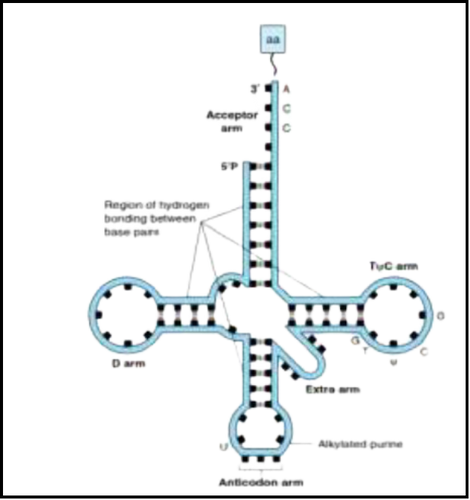 aa
3'
A
C
C
Acceptor
arm
5'P
Region of hydrogen
bonding between
base pairs
TψC arm
G
G
T
ψ
C
D arm
Extra arm
U
Alkylated purine
Anticodon arm